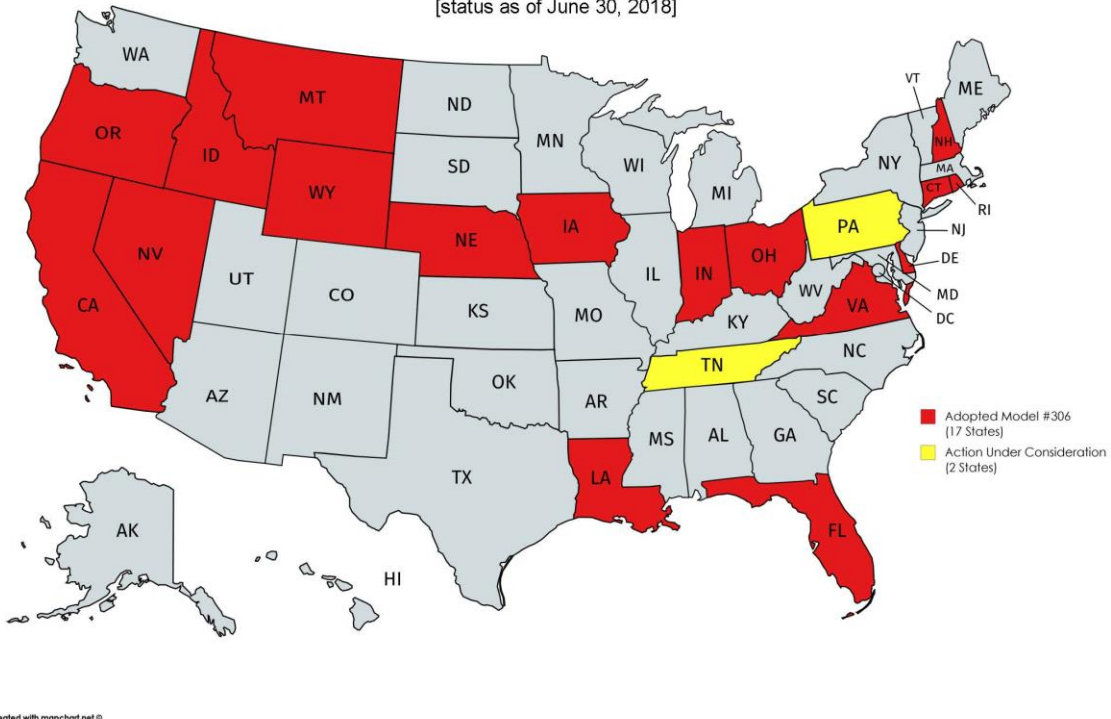 [status as of June 30, 2018]
WA
MT
ND
MN
VT
ME
OR
ID
SD
WI
MI
NY
NH
MA
CT
RI
WY
IA
PA
NJ
NE
OH
DE
NV
UT
CO
IL
IN
WV
VA
MD
DC
CA
KS
MO
KY
NC
TN
AZ
NM
OK
AR
SC
MS
AL
GA
Adopted Model #306
(17 States)
Action Under Consideration
(2 States)
TX
LA
FL
AK
HI